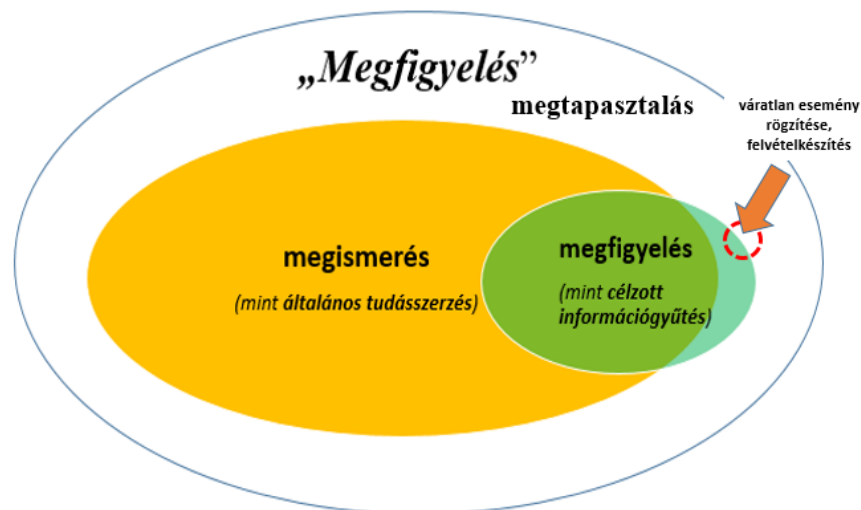 „Megfigyelés”
megtapasztalás
váratlan esemény
rögzítése,
felvételkészítés
megismerés
(mint általános tudásszerzés)
megfigyelés
(mint célzott
információgyűtés)